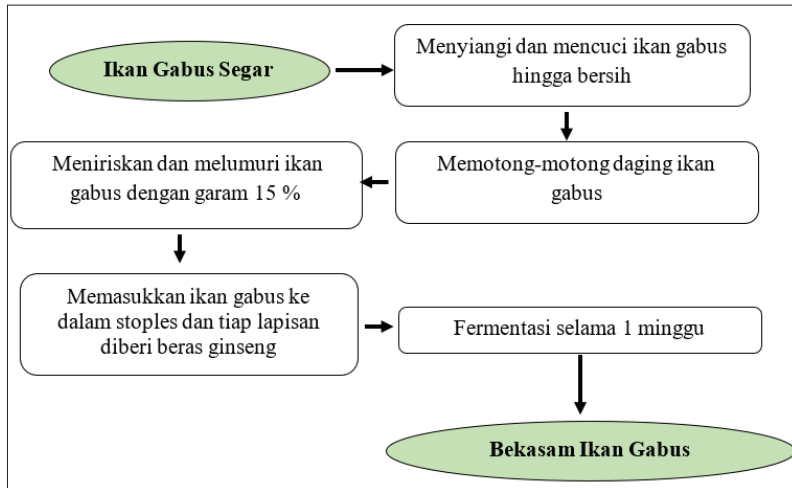 Ikan Gabus Segar
Menyiangi dan mencuci ikan gabus
hingga bersih
Memotong-motong daging ikan
gabus
Meniriskan dan melumuri ikan
gabus dengan garam 15 %
Memasukkan ikan gabus ke
dalam stoples dan tiap lapisan
diberi beras ginseng
Fermentasi selama 1 minggu
Bekasam Ikan Gabus